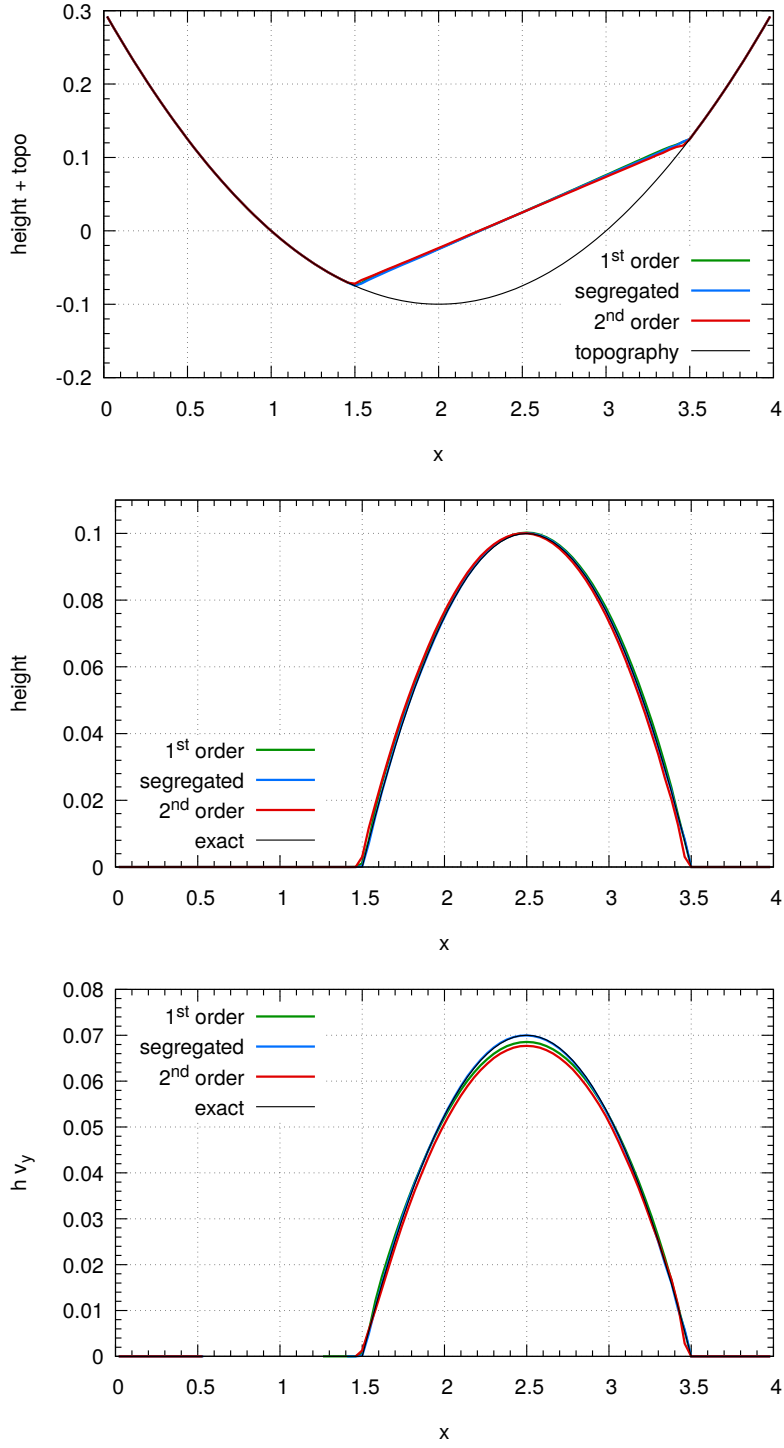 0.3
0.2
0.1
0
-0.1
-0.2
height + topo
1st order
segregated
2nd order
topography
0 0.5 1 1.5 2 2.5 3 3.5 4
x
0.1
0.08
0.06
0.04
0.02
0
height
1st order
segregated
2nd order
exact
0 0.5 1 1.5 2 2.5 3 3.5 4
x
0.08
0.07
0.06
0.05
0.04
0.03
0.02
0.01
0
h vy
1st order
segregated
2nd order
exact
0 0.5 1 1.5 2 2.5 3 3.5 4
x